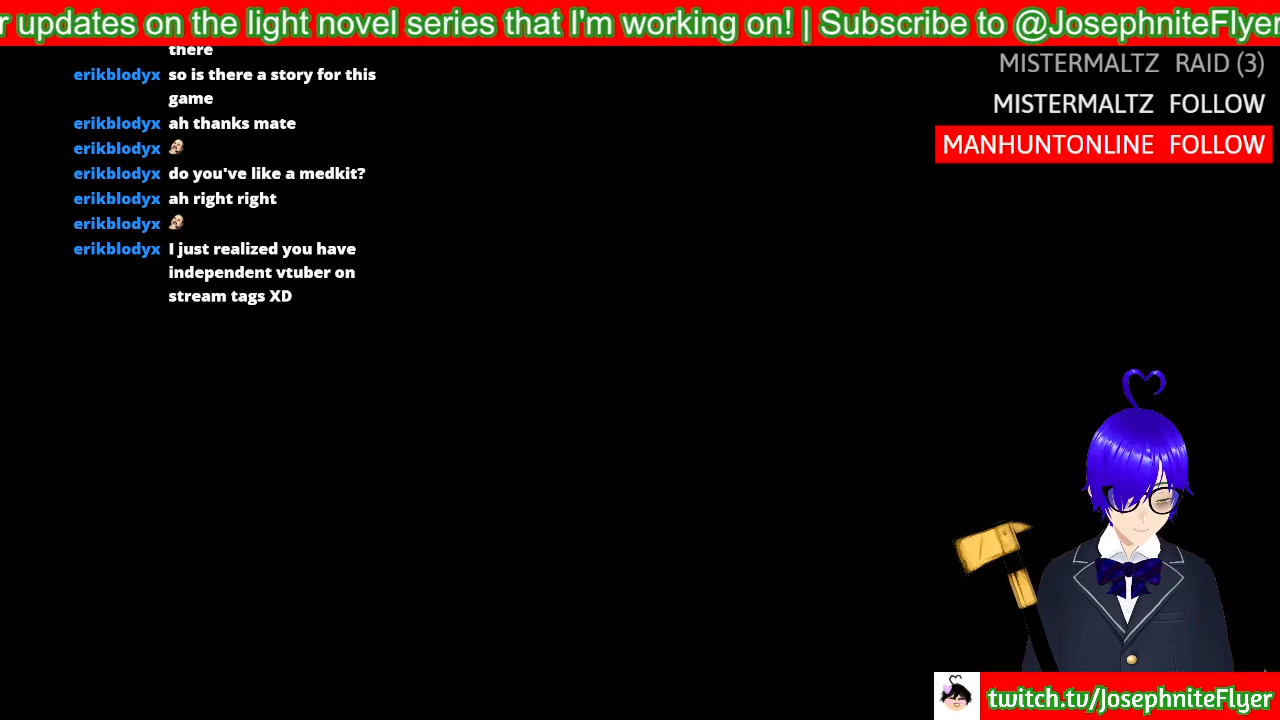 r updates on the light novel series that I'm working on! | Subscribe to @JosephniteFlyer
there
erikblodyx so is there a story for this
game
erikblodyx ah thanks mate
erikblodyx
erikblodyx do you've like a medkit?
erikblodyx ah right right
erikblodyx
erikblodyx I just realized you have
independent vtuber on
stream tags XD
MISTERMALTZ RAID (3)
MISTERMALTZ FOLLOW
MANHUNTONLINE FOLLOW
twitch.tv/JosephniteFlyer